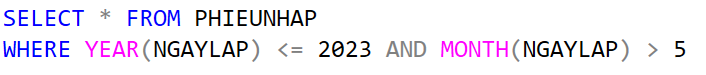 SELECT * FROM PHIEUNHAP
WHERE YEAR(NGAYLAP) <= 2023 AND MONTH(NGAYLAP) > 5